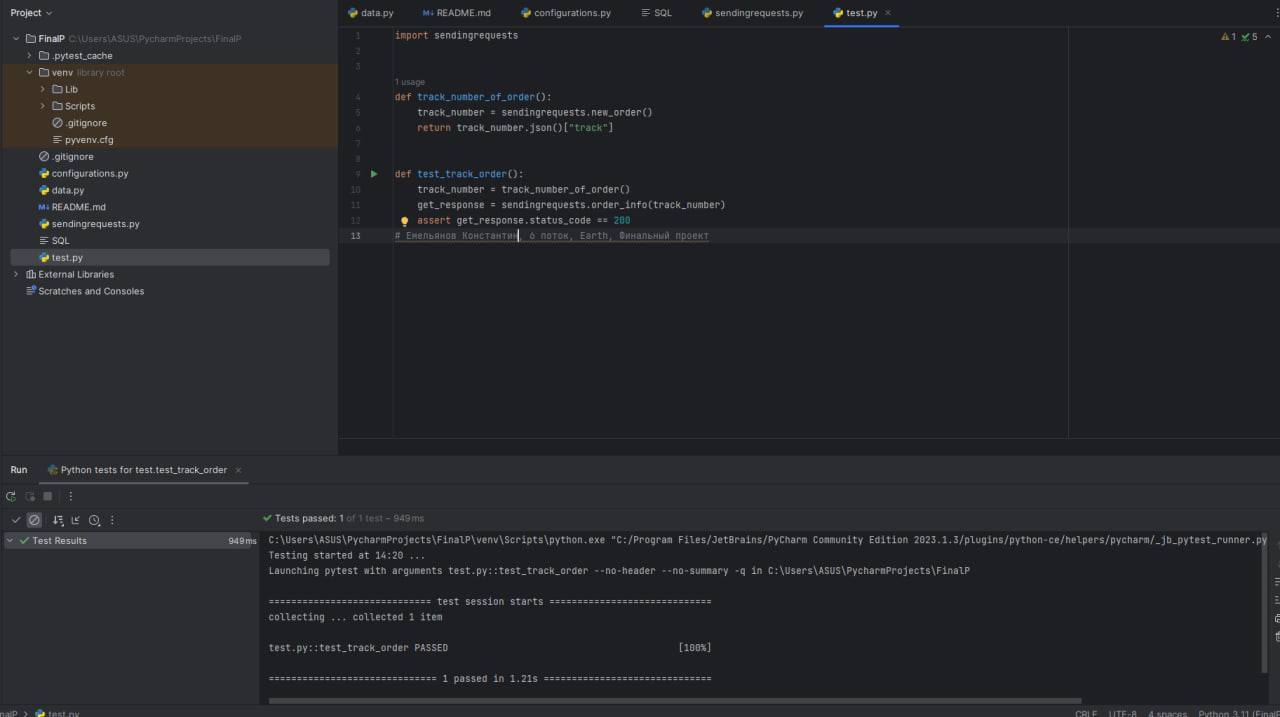 Project
data.py
README.md
configurations.py
SQL
sendingrequests.py
test.py
FinalP C:\Users\ASUS\PycharmProjects\FinalP
.pytest_cache
venv library root
Lib
Scripts
.gitignore
pyvenv.cfg
.gitignore
configurations.py
data.py
README.md
sendingrequests.py
SQL
test.py
External Libraries
Scratches and Consoles
1 import sendingrequests
2
3
1 usage
4 def track_number_of_order():
5 track_number = sendingrequests.new_order()
6 return track_number.json()["track"]
7
8
9 def test_track_order():
10 track_number = track_number_of_order()
11 get_response = sendingrequests.order_info(track_number)
12 assert get_response.status_code == 200
13 # Емельянов Константин, 6 поток, Earth, Финальный проект
1 5
Run Python tests for test.test_track_order
Tests passed: 1 of 1 test – 949 ms
Test Results 949 ms
C:\Users\ASUS\PycharmProjects\FinalP\venv\Scripts\python.exe "C:/Program Files/JetBrains/PyCharm Community Edition 2023.1.3/plugins/python-ce/helpers/pycharm/_jb_pytest_runner.py
Testing started at 14:20 ...
Launching pytest with arguments test.py::test_track_order --no-header --no-summary -q in C:\Users\ASUS\PycharmProjects\FinalP
============================= test session starts =============================
collecting ... collected 1 item
test.py::test_track_order PASSED [100%]
============================== 1 passed in 1.21s ==============================
nalP > test.py
CRLF UTF-8 4 spaces Python 3.11 (FinalP